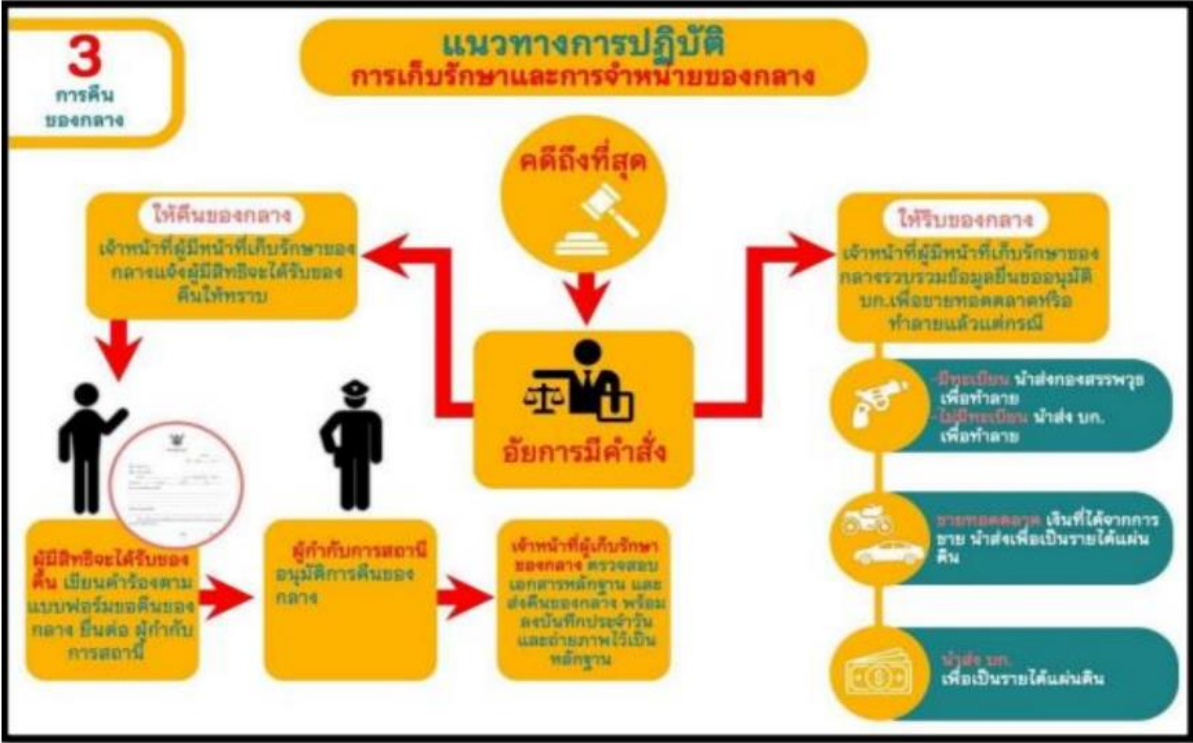 3
การคืน
ของกลาง
แนวทางการปฏิบัติ
การเก็บรักษาและการจำหน่ายของกลาง
คดีถึงที่สุด
ให้คืนของกลาง
เจ้าหน้าที่ผู้มีหน้าที่เก็บรักษาของ
กลางแจ้งผู้มีสิทธิจะได้รับของ
คืนให้ทราบ
ให้ริบของกลาง
เจ้าหน้าที่ผู้มีหน้าที่เก็บรักษาของ
กลางรวบรวมข้อมูลยื่นขออนุมัติ
บก.เพื่อขายทอดตลาดหรือ
ทำลายแล้วแต่กรณี
อัยการมีคำสั่ง
-มีทะเบียน นำส่งกองสรรพาวุธ
เพื่อทำลาย
-ไม่มีทะเบียน นำส่ง บก.
เพื่อทำลาย
ขายทอดตลาด เงินที่ได้จากการ
ขาย นำส่งเพื่อเป็นรายได้แผ่น
ดิน
นำส่ง บก.
เพื่อเป็นรายได้แผ่นดิน
ผู้มีสิทธิจะได้รับของ
คืน เขียนคำร้องตาม
แบบฟอร์มขอคืนของ
กลาง ยื่นต่อ ผู้กำกับ
การสถานี
ผู้กำกับการสถานี
อนุมัติการคืนของ
กลาง
เจ้าหน้าที่ผู้เก็บรักษา
ของกลาง ตรวจสอบ
เอกสารหลักฐาน และ
ส่งคืนของกลาง พร้อม
ลงบันทึกประจำวัน
และถ่ายภาพไว้เป็น
หลักฐาน